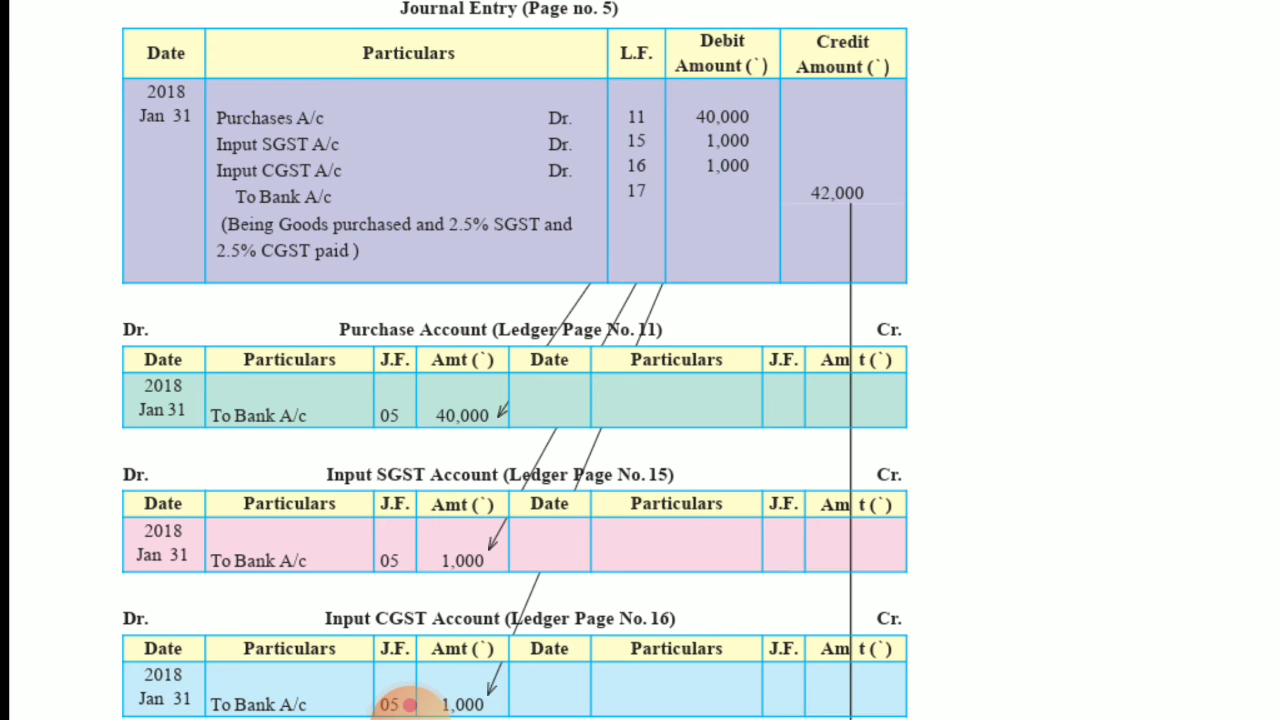 Journal Entry (Page no. 5)
Date Particulars L.F. Debit Amount (`) Credit Amount (`)
2018
Jan 31 Purchases A/c Dr. 11 40,000
Input SGST A/c Dr. 15 1,000
Input CGST A/c Dr. 16 1,000
To Bank A/c 17 42,000
(Being Goods purchased and 2.5% SGST and
2.5% CGST paid )
Dr. Purchase Account (Ledger Page No. 11) Cr.
Date Particulars J.F. Amt (`) Date Particulars J.F. Amt (`)
2018
Jan 31 To Bank A/c 05 40,000
Dr. Input SGST Account (Ledger Page No. 15) Cr.
Date Particulars J.F. Amt (`) Date Particulars J.F. Amt (`)
2018
Jan 31 To Bank A/c 05 1,000
Dr. Input CGST Account (Ledger Page No. 16) Cr.
Date Particulars J.F. Amt (`) Date Particulars J.F. Amt (`)
2018
Jan 31 To Bank A/c 05 1,000